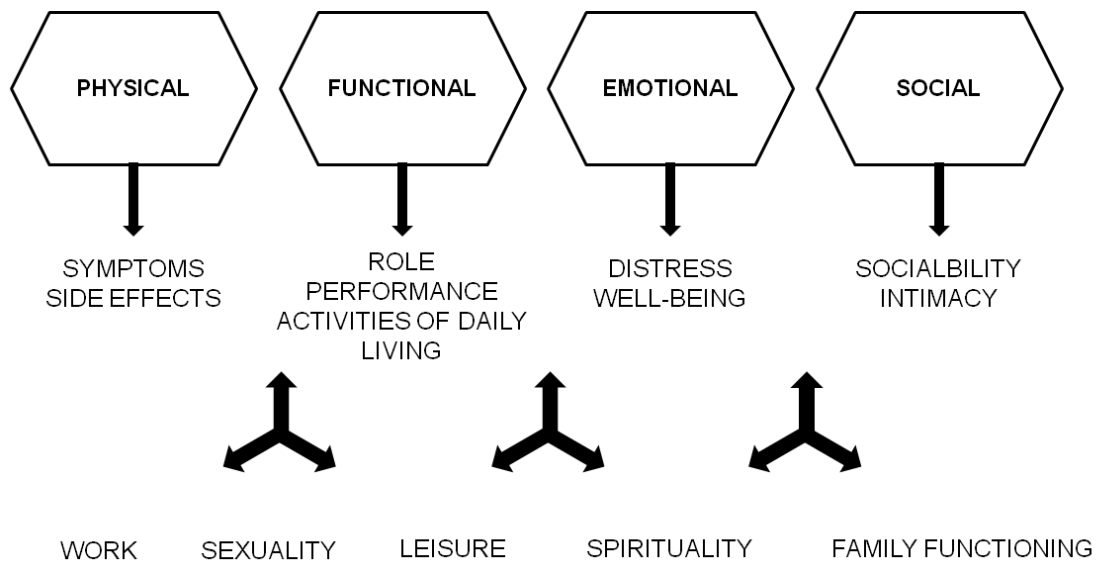 PHYSICAL
FUNCTIONAL
EMOTIONAL
SOCIAL
SYMPTOMS
SIDE EFFECTS
ROLE
PERFORMANCE
ACTIVITIES OF DAILY
LIVING
DISTRESS
WELL-BEING
SOCIALBILITY
INTIMACY
WORK
SEXUALITY
LEISURE
SPIRITUALITY
FAMILY FUNCTIONING